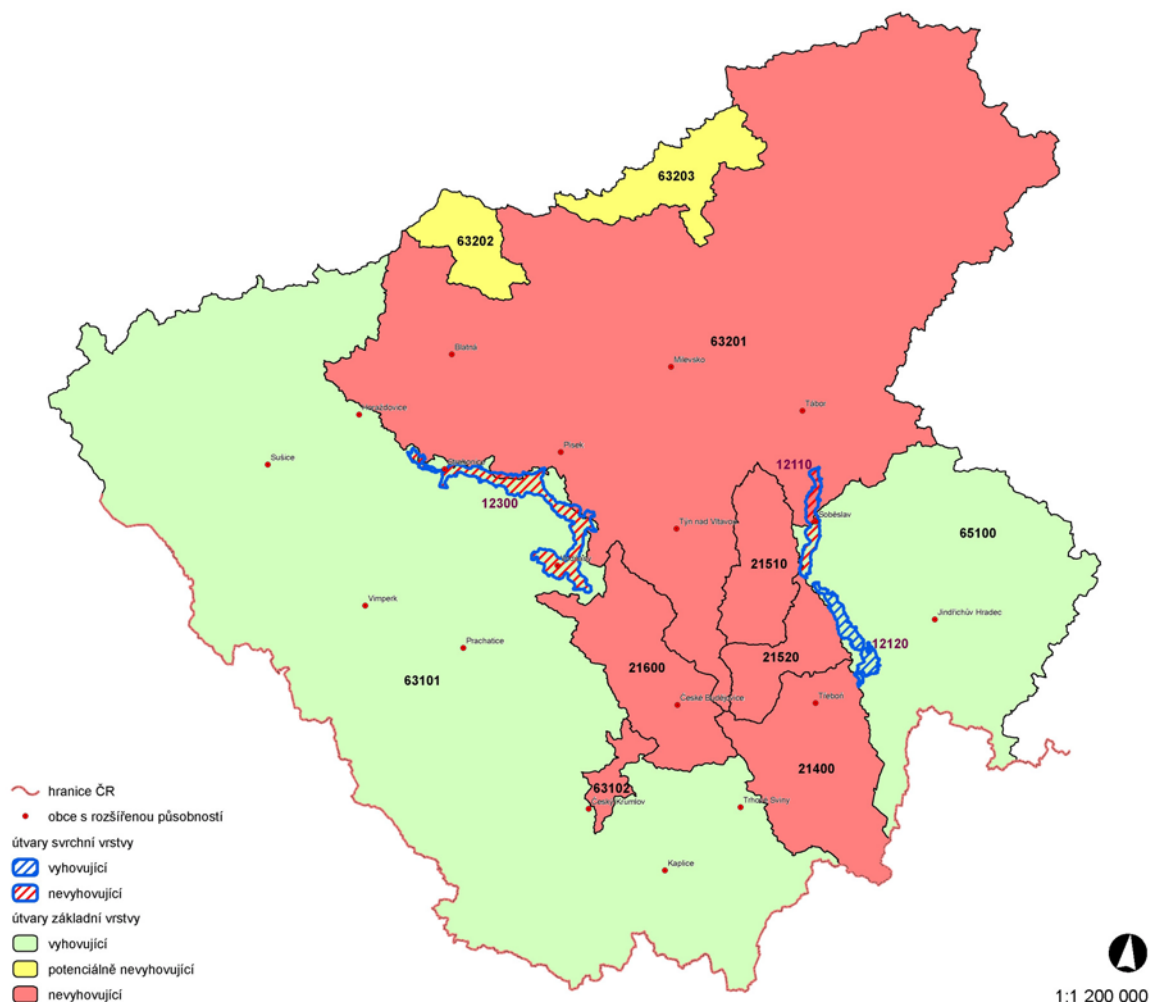 63203
63202
63201
Blatná
Milevsko
Horažďovice
Tábor
Písek
Sušice
12110
Strakonice
12300
Soběslav
Týn nad Vltavou
65100
21510
Vodňany
Vimperk
Jindřichův Hradec
12120
Prachatice
21520
21600
63101
České Budějovice
Třeboň
21400
63102
Český Krumlov
Trhové Sviny
Kaplice
hranice ČR
obce s rozšířenou působností
útvary svrchní vrstvy
vyhovující
nevyhovující
útvary základní vrstvy
vyhovující
potenciálně nevyhovující
nevyhovující
1:1 200 000